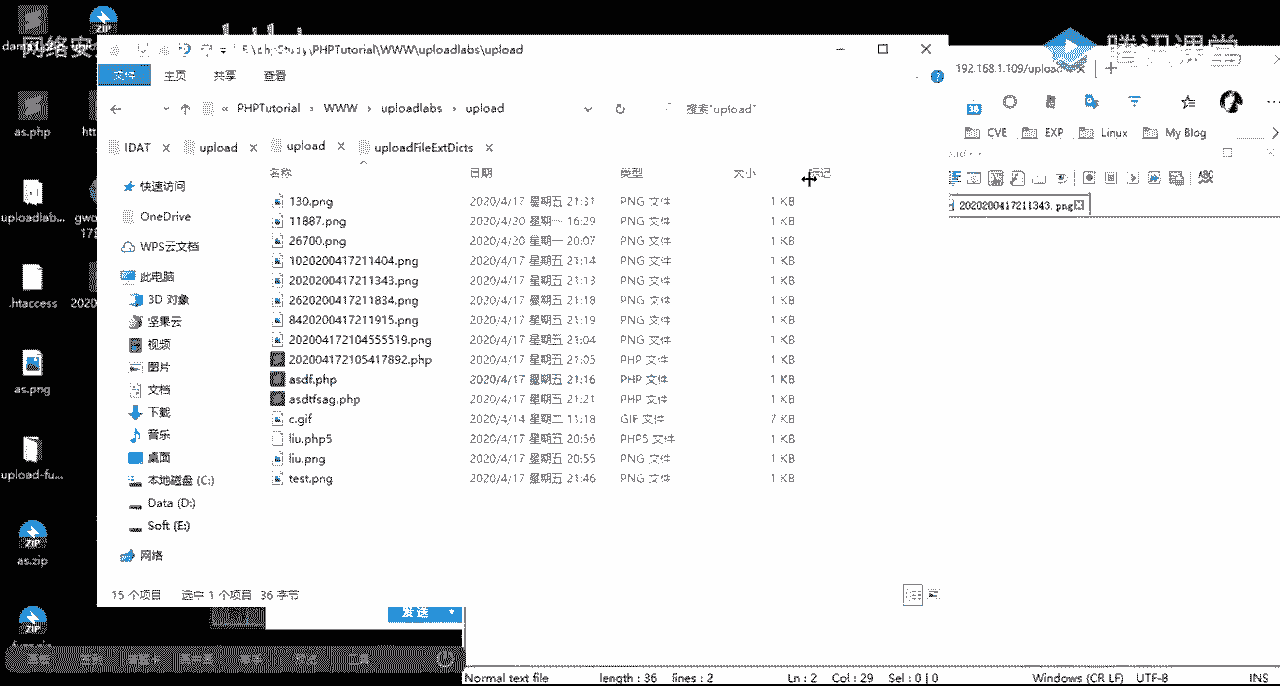 腾讯课堂
as.php
.htaccess
as.png
upload-fu...
as.zip
PHPTutorial\WWW\uploadlabs\upload
文件 主页 共享 查看
« PHPTutorial › WWW › uploadlabs › upload
搜索"upload"
IDAT
upload
upload
uploadFileExtDicts
名称 日期 类型 大小 标记
快速访问
OneDrive
WPS云文档
此电脑
3D 对象
坚果云
视频
图片
文档
下载
音乐
桌面
本地磁盘 (C:)
Data (D:)
Soft (E:)
网络
130.png 2020/4/17 星期五 21:31 PNG 文件 1 KB
11887.png 2020/4/20 星期一 16:29 PNG 文件 1 KB
26700.png 2020/4/20 星期一 20:07 PNG 文件 1 KB
1020200417211404.png 2020/4/17 星期五 21:14 PNG 文件 1 KB
2020200417211343.png 2020/4/17 星期五 21:13 PNG 文件 1 KB
2620200417211834.png 2020/4/17 星期五 21:18 PNG 文件 1 KB
8420200417211915.png 2020/4/17 星期五 21:19 PNG 文件 1 KB
202004172104555519.png 2020/4/17 星期五 21:04 PNG 文件 1 KB
202004172105417892.php 2020/4/17 星期五 21:05 PHP 文件 1 KB
asdf.php 2020/4/17 星期五 21:16 PHP 文件 1 KB
asdtfsag.php 2020/4/17 星期五 21:21 PHP 文件 1 KB
c.gif 2020/4/14 星期二 GIF 文件 7 KB
liu.php5 2020/4/17 星期五 20:56 PHP5 文件 1 KB
liu.png 2020/4/17 星期五 20:55 PNG 文件 1 KB
test.png 2020/4/17 星期五 21:46 PNG 文件 1 KB
15 个项目 选中 1 个项目 36 字节
192.168.1.109/upload
CVE EXP Linux My Blog
2020200417211343.png
发送
Normal text file length : 36 lines : 2 Ln : 2 Col : 29 Sel : 0 | 0 Windows (CR LF) UTF-8 INS